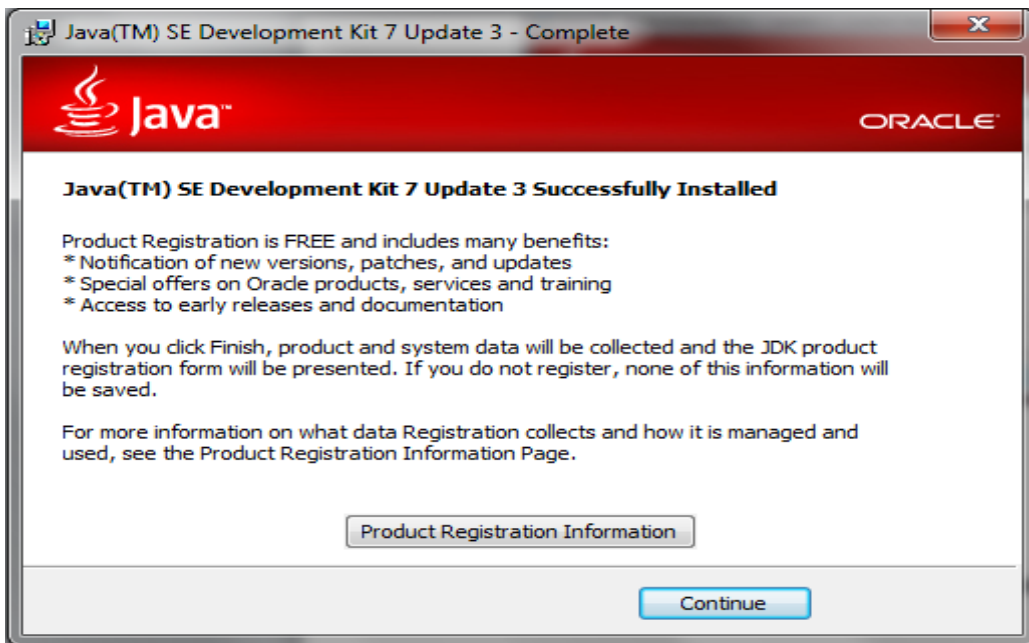 Java(TM) SE Development Kit 7 Update 3 - Complete
Java™
ORACLE
Java(TM) SE Development Kit 7 Update 3 Successfully Installed
Product Registration is FREE and includes many benefits:
* Notification of new versions, patches, and updates
* Special offers on Oracle products, services and training
* Access to early releases and documentation
When you click Finish, product and system data will be collected and the JDK product
registration form will be presented. If you do not register, none of this information will
be saved.
For more information on what data Registration collects and how it is managed and
used, see the Product Registration Information Page.
Product Registration Information
Continue